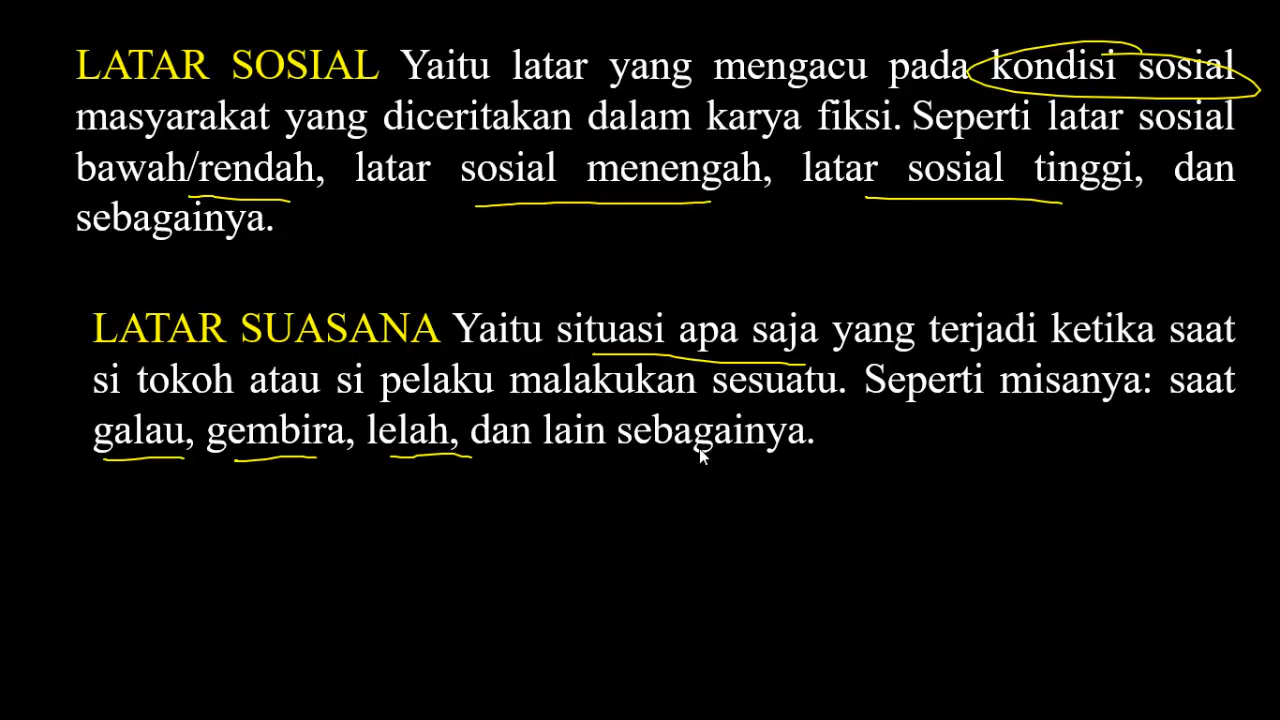 LATAR SOSIAL Yaitu latar yang mengacu pada kondisi sosial
masyarakat yang diceritakan dalam karya fiksi. Seperti latar sosial
bawah/rendah, latar sosial menengah, latar sosial tinggi, dan
sebagainya.
LATAR SUASANA Yaitu situasi apa saja yang terjadi ketika saat
si tokoh atau si pelaku malakukan sesuatu. Seperti misanya: saat
galau, gembira, lelah, dan lain sebagainya.